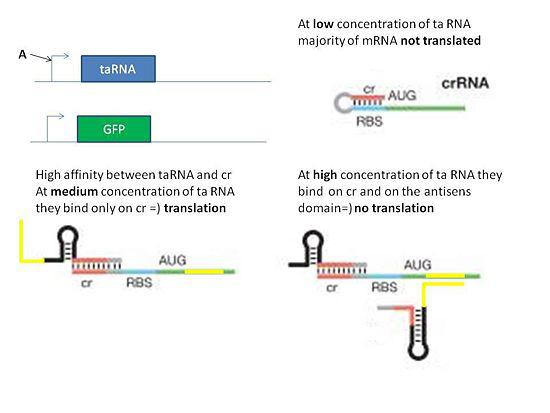 A
taRNA
GFP
At low concentration of ta RNA
majority of mRNA not translated
cr
AUG
crRNA
RBS
High affinity between taRNA and cr
At medium concentration of ta RNA
they bind only on cr =) translation
AUG
cr
RBS
At high concentration of ta RNA they
bind on cr and on the antisens
domain=) no translation
AUG
cr
RBS